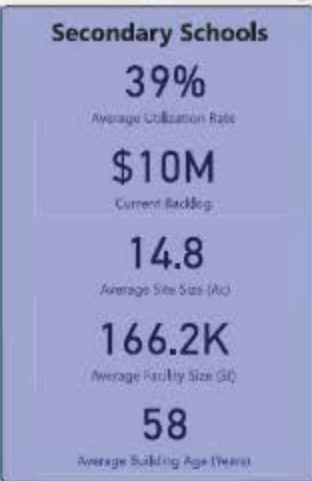 Secondary Schools
39%
Average Utilization Rate
$10M
Current Backlog
14.8
Average Site Size (Ac)
166.2K
Average Facility Size (Sf)
58
Average Building Age (Years)